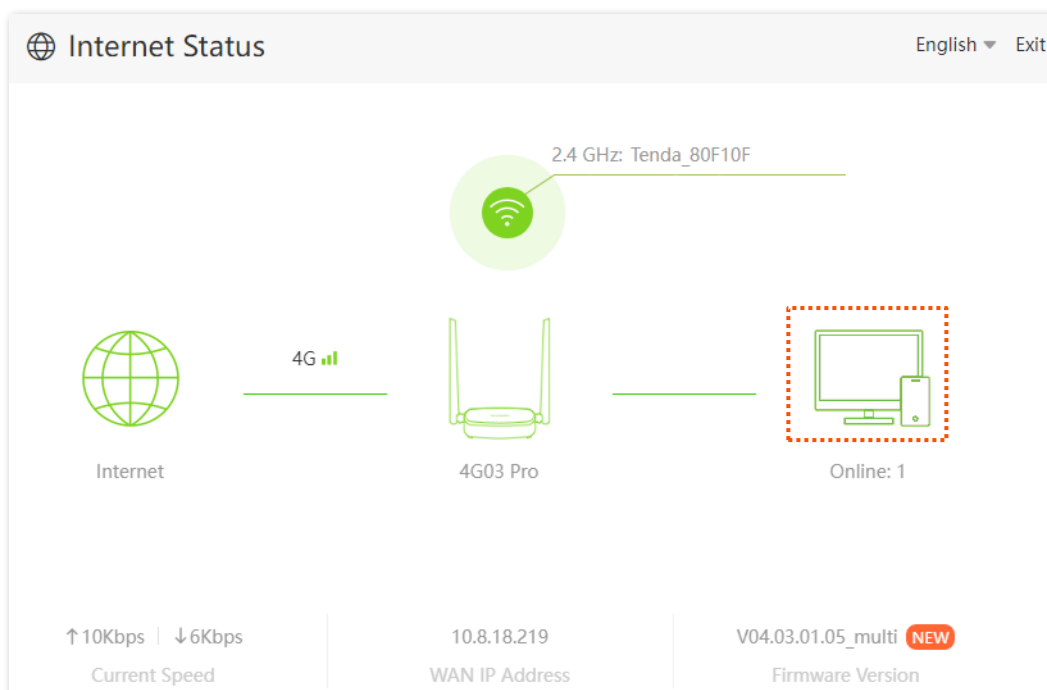 Internet Status
English Exit
2.4 GHz: Tenda_80F10F
4G
Internet
4G03 Pro
Online: 1
↑10Kbps ↓6Kbps
10.8.18.219
V04.03.01.05_multi NEW
Current Speed
WAN IP Address
Firmware Version